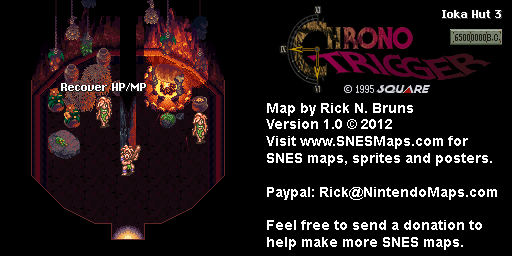 Ioka Hut 3
65000000B.C.
CHRONO
TRIGGER
© 1995 SQUARE
Recover HP/MP
Map by Rick N. Bruns
Version 1.0 © 2012
Visit www.SNESMaps.com for
SNES maps, sprites and posters.
Paypal: Rick@NintendoMaps.com
Feel free to send a donation to
help make more SNES maps.